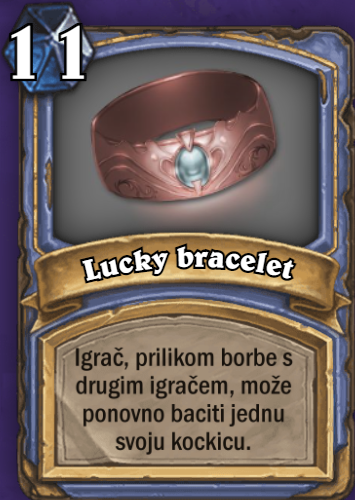 11
Lucky bracelet
Igrač, prilikom borbe s
drugim igračem, može
ponovno baciti jednu
svoju kockicu.